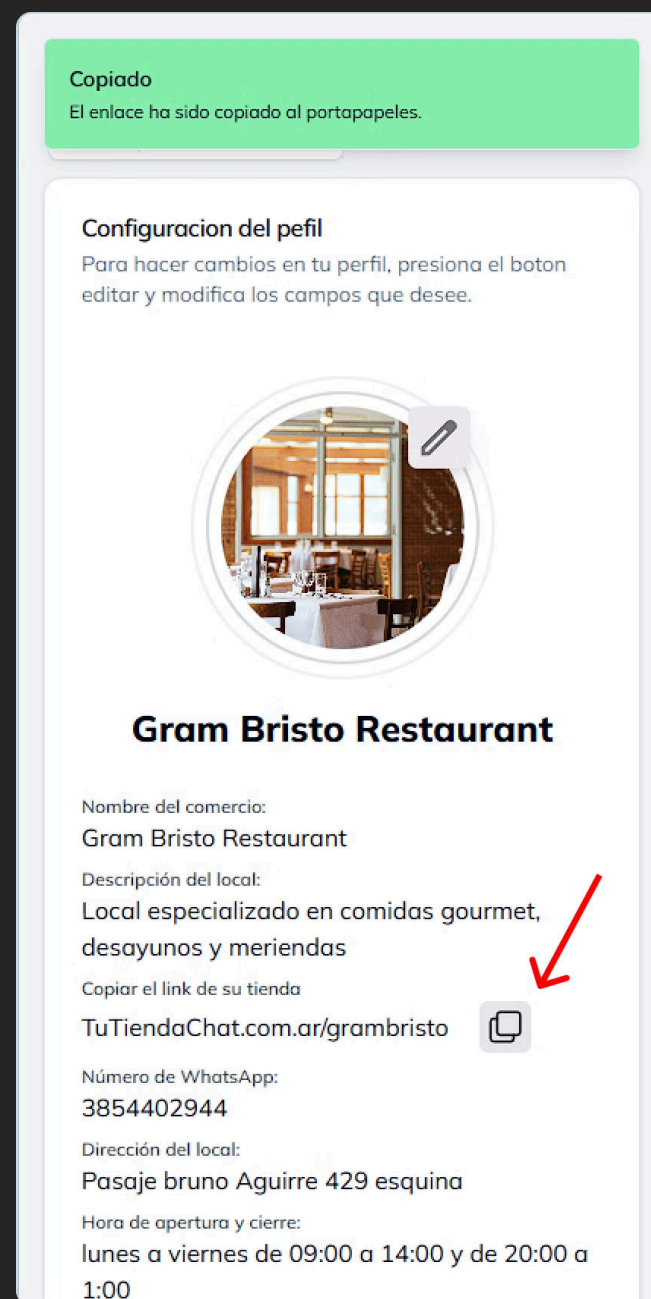 Copiado
El enlace ha sido copiado al portapapeles.
Configuracion del pefil
Para hacer cambios en tu perfil, presiona el boton
editar y modifica los campos que desee.
Gram Bristo Restaurant
Nombre del comercio:
Gram Bristo Restaurant
Descripción del local:
Local especializado en comidas gourmet,
desayunos y meriendas
Copiar el link de su tienda
TuTiendaChat.com.ar/grambristo
Número de WhatsApp:
3854402944
Dirección del local:
Pasaje bruno Aguirre 429 esquina
Hora de apertura y cierre:
lunes a viernes de 09:00 a 14:00 y de 20:00 a
1:00